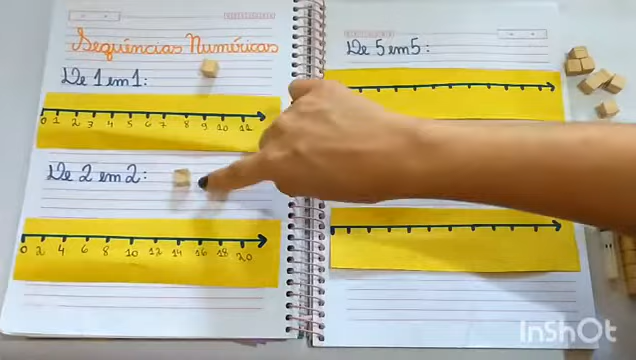 Sequências Numéricas
De 1 em 1:
0 1 2 3 4 5 6 7 8 9 10 11
De 2 em 2:
0 2 4 6 8 10 12 14 16 18 20
De 5 em 5:
InShOt